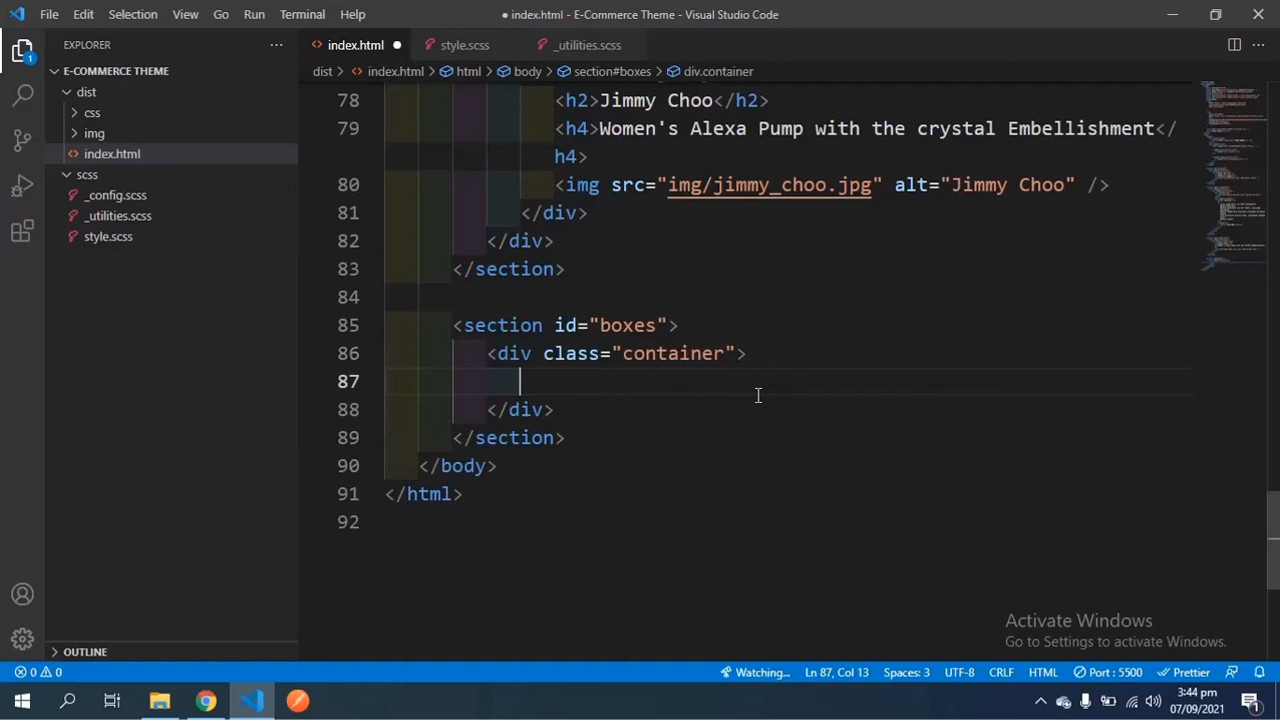 File Edit Selection View Go Run Terminal Help
● index.html - E-Commerce Theme - Visual Studio Code
EXPLORER
index.html
style.scss
_utilities.scss
dist > index.html > html > body > section#boxes > div.container
E-COMMERCE THEME
dist
css
img
index.html
scss
_config.scss
_utilities.scss
style.scss
OUTLINE
78 <h2>Jimmy Choo</h2>
79 <h4>Women's Alexa Pump with the crystal Embellishment</
h4>
80 <img src="img/jimmy_choo.jpg" alt="Jimmy Choo" />
81 </div>
82 </div>
83 </section>
84
85 <section id="boxes">
86 <div class="container">
87
88 </div>
89 </section>
90 </body>
91 </html>
92
Activate Windows
Go to Settings to activate Windows.
1
0 0 Watching... Ln 87, Col 13 Spaces: 3 UTF-8 CRLF HTML Port : 5500 Prettier
3:44 pm
07/09/2021
1